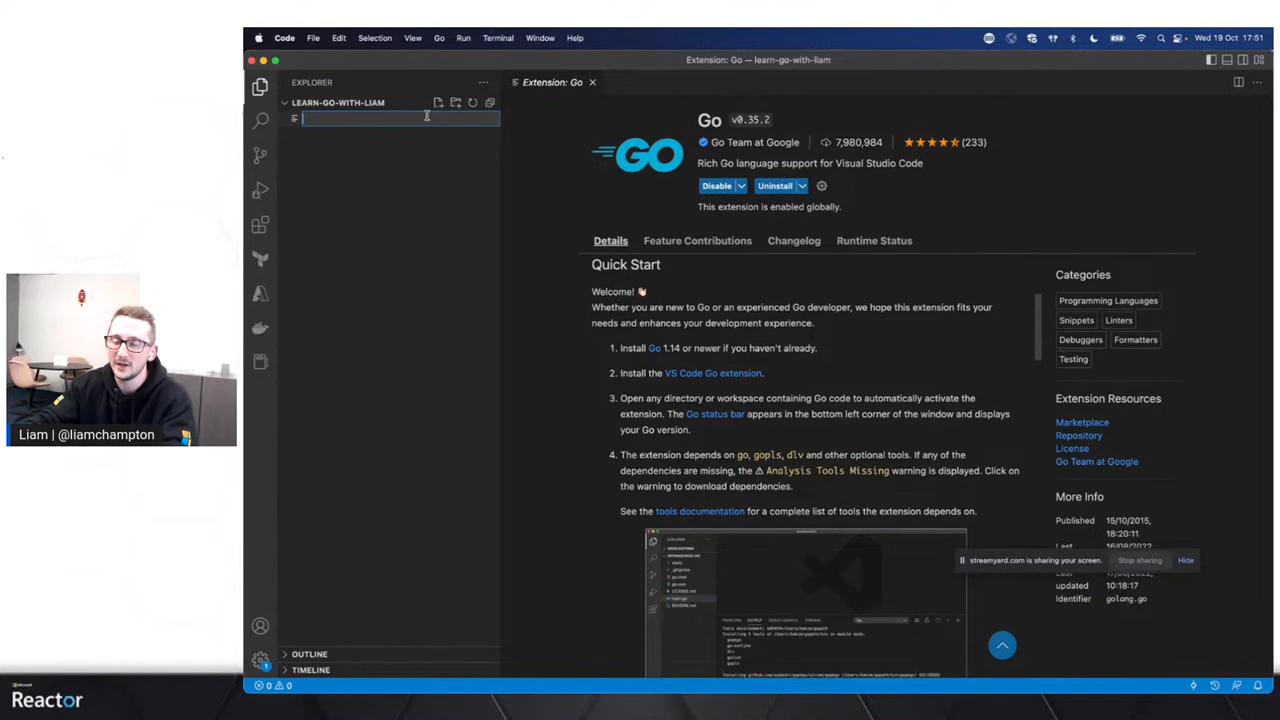 Code File Edit Selection View Go Run Terminal Window Help
Wed 19 Oct 17:51
Extension: Go — learn-go-with-liam
EXPLORER
Extension: Go
LEARN-GO-WITH-LIAM
GO
Go v0.35.2
Go Team at Google 7,980,984 (233)
Rich Go language support for Visual Studio Code
Disable Uninstall
This extension is enabled globally.
Details Feature Contributions Changelog Runtime Status
Quick Start
Welcome! 👋🏻
Whether you are new to Go or an experienced Go developer, we hope this extension fits your
needs and enhances your development experience.
1. Install Go 1.14 or newer if you haven't already.
2. Install the VS Code Go extension.
3. Open any directory or workspace containing Go code to automatically activate the
extension. The Go status bar appears in the bottom left corner of the window and displays
your Go version.
4. The extension depends on go, gopls, dlv and other optional tools. If any of the
dependencies are missing, the ⚠ Analysis Tools Missing warning is displayed. Click on
the warning to download dependencies.
See the tools documentation for a complete list of tools the extension depends on.
Categories
Programming Languages
Snippets Linters
Debuggers Formatters
Testing
Extension Resources
Marketplace
Repository
License
Go Team at Google
More Info
Published 15/10/2015,
18:20:11
Last
updated
10:18:17
Identifier golang.go
streamyard.com is sharing your screen. Stop sharing Hide
Liam | @liamchampton
OUTLINE
TIMELINE
1
0 0
Microsoft
Reactor